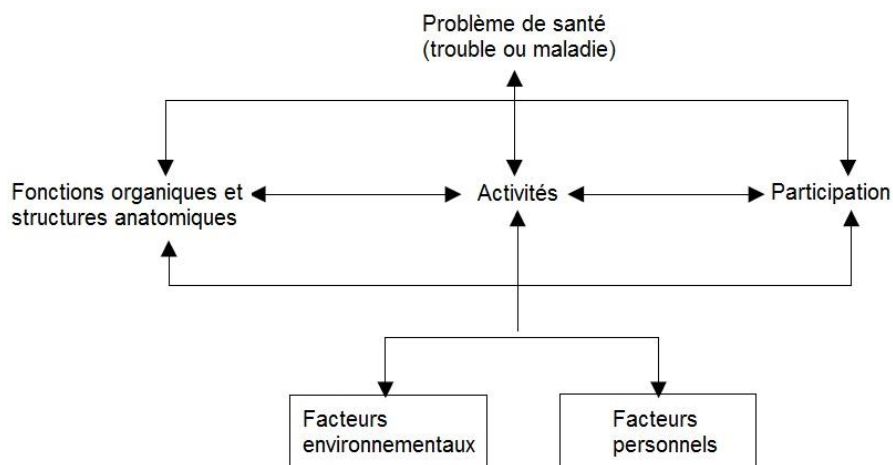 Problème de santé
(trouble ou maladie)
Fonctions organiques et
structures anatomiques
Activités
Participation
Facteurs
environnementaux
Facteurs
personnels